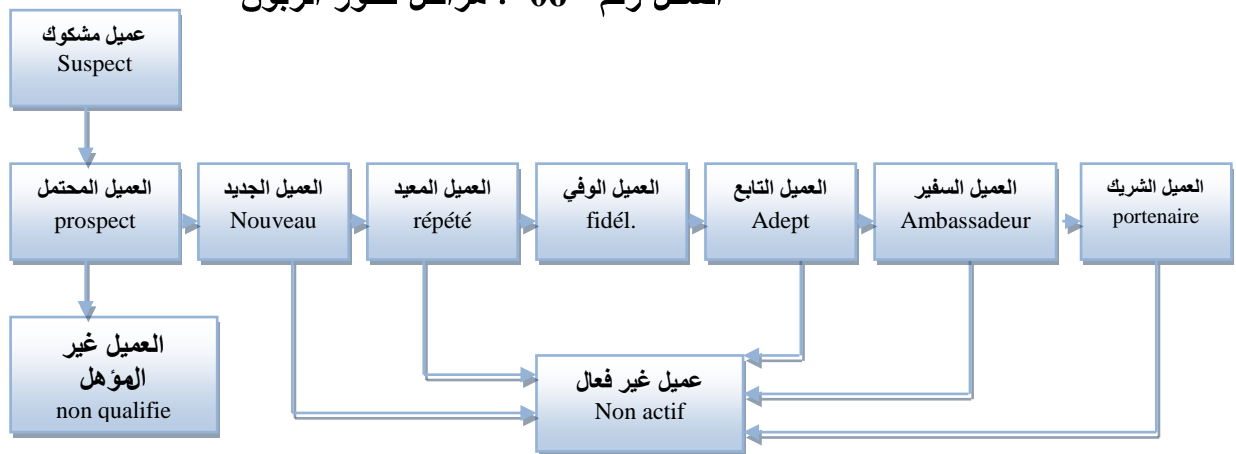 عميل مشكوك
Suspect
العميل المحتمل
prospect
العميل الجديد
Nouveau
العميل المعيد
répété
العميل الوفي
fidél.
العميل التابع
Adept
العميل السفير
Ambassadeur
العميل الشريك
portenaire
العميل غير
المؤهل
non qualifie
عميل غير فعال
Non actif